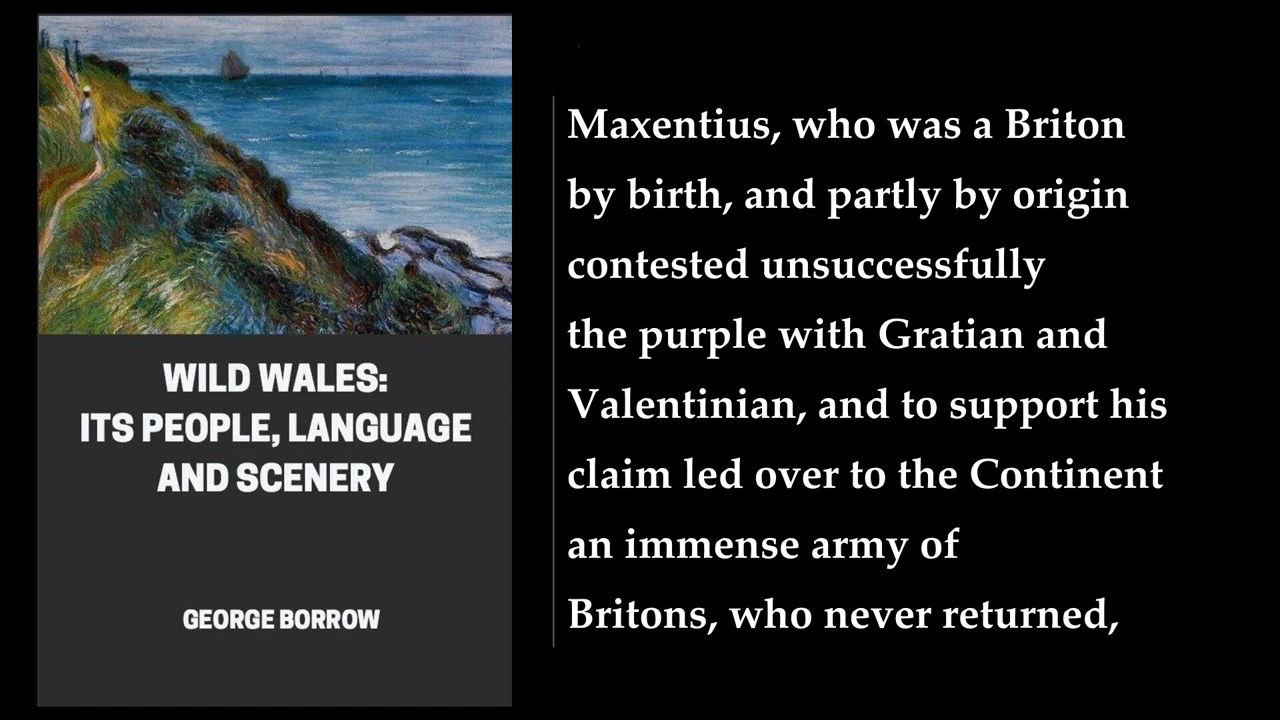 WILD WALES:
ITS PEOPLE, LANGUAGE
AND SCENERY
GEORGE BORROW
Maxentius, who was a Briton
by birth, and partly by origin
contested unsuccessfully
the purple with Gratian and
Valentinian, and to support his
claim led over to the Continent
an immense army of
Britons, who never returned,